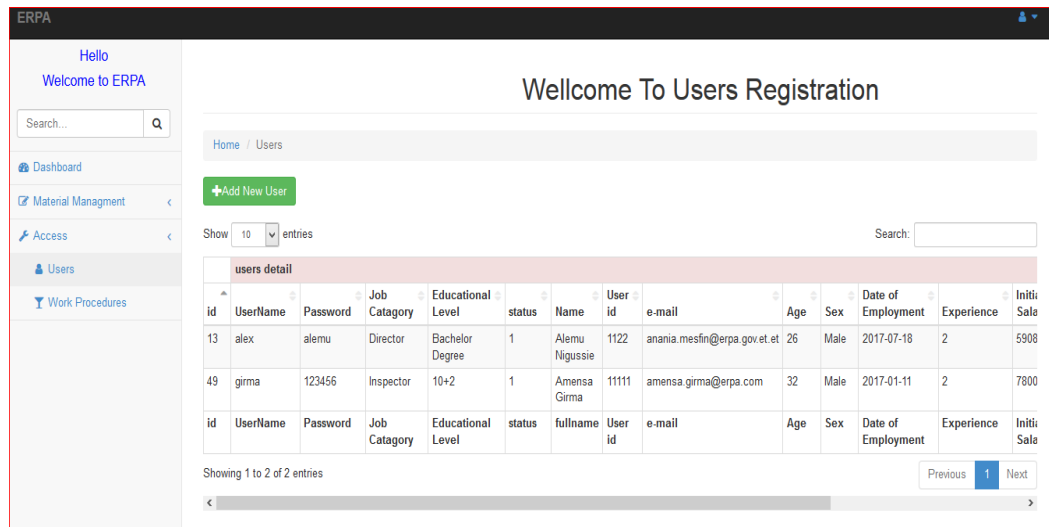 ERPA
Hello
Welcome to ERPA
Search...
Dashboard
Material Managment
Access
Users
Work Procedures
Wellcome To Users Registration
Home / Users
Add New User
Show 10 entries
Search:
users detail
id UserName Password Job Catagory Educational Level status Name User id e-mail Age Sex Date of Employment Experience Initia Sala
13 alex alemu Director Bachelor Degree 1 Alemu Nigussie 1122 anania.mesfin@erpa.gov.et.et 26 Male 2017-07-18 2 5908
49 girma 123456 Inspector 10+2 1 Amensa Girma 11111 amensa.girma@erpa.com 32 Male 2017-01-11 2 7800
id UserName Password Job Catagory Educational Level status fullname User id e-mail Age Sex Date of Employment Experience Initia Sala
Showing 1 to 2 of 2 entries
Previous 1 Next